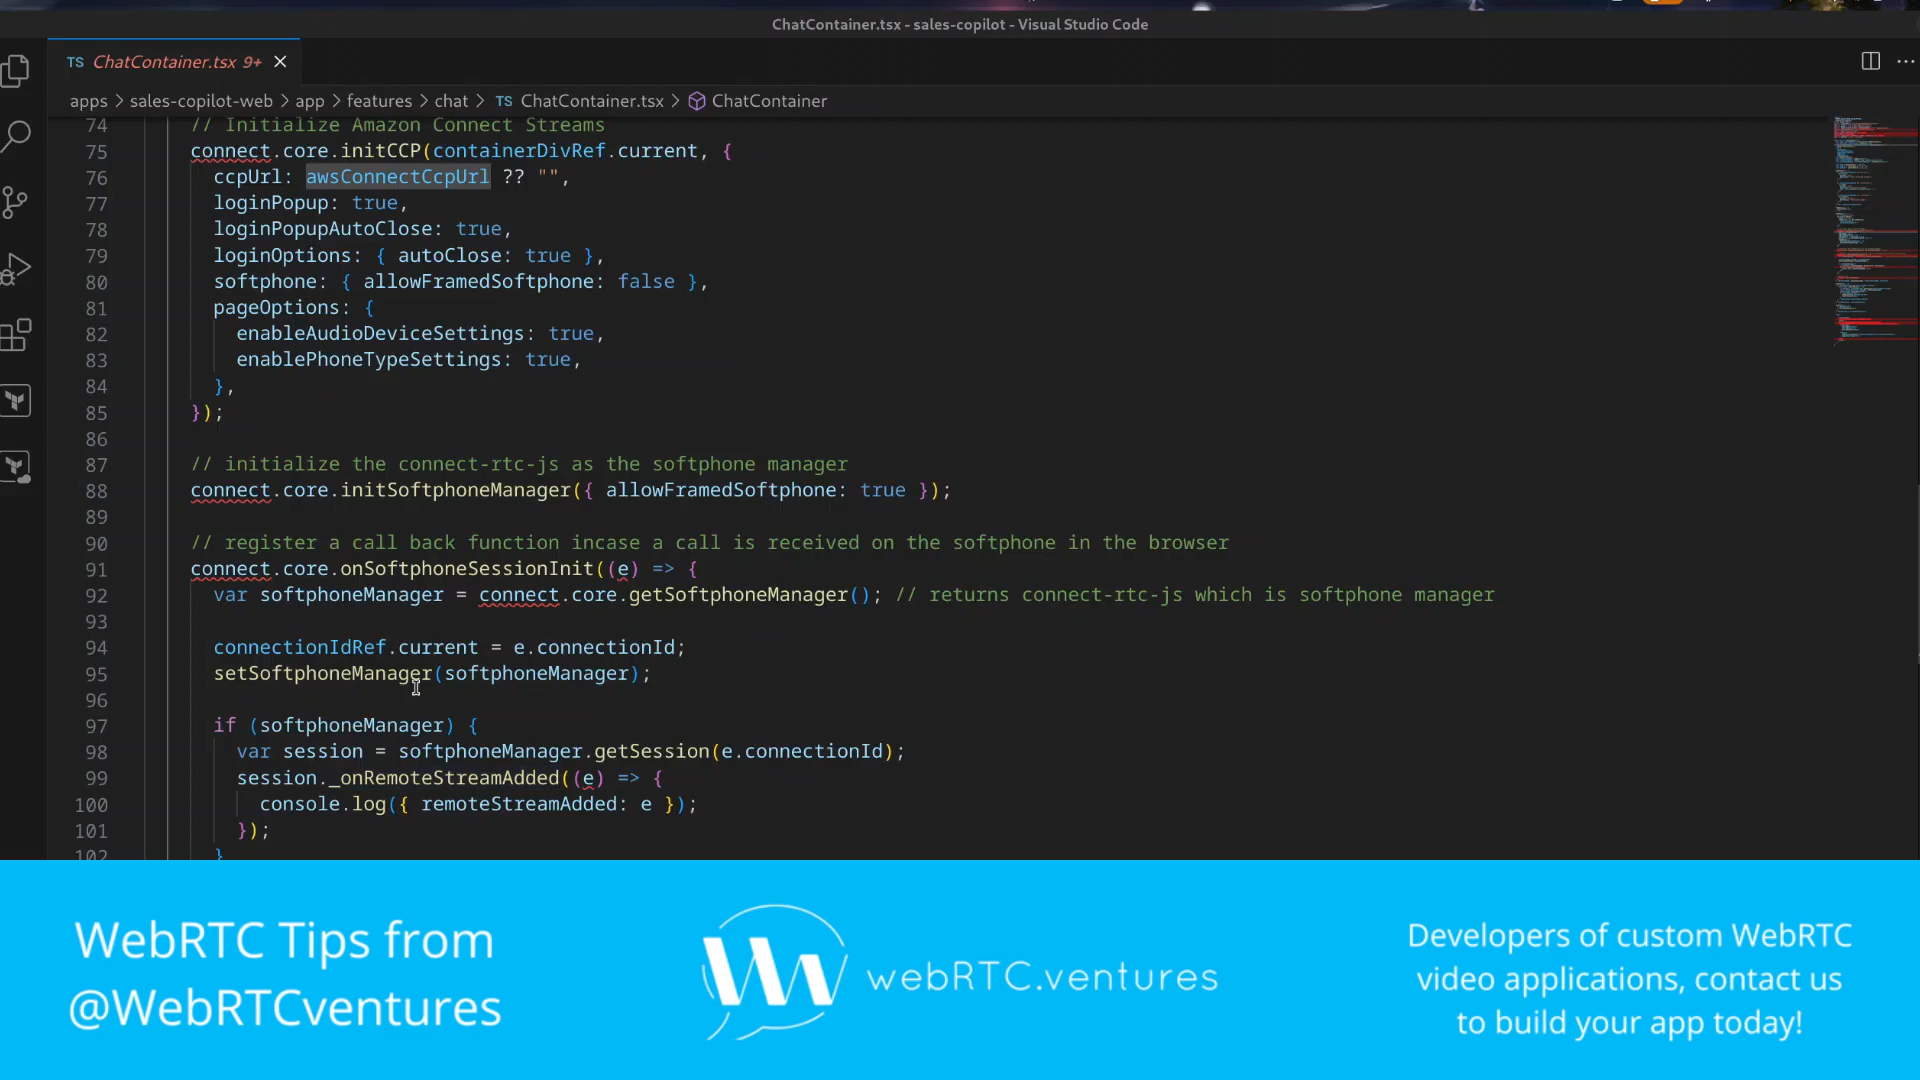 ChatContainer.tsx - sales-copilot - Visual Studio Code
TS ChatContainer.tsx 9+
apps > sales-copilot-web > app > features > chat > TS ChatContainer.tsx > ChatContainer
74 // Initialize Amazon Connect Streams
75 connect.core.initCCP(containerDivRef.current, {
76 ccpUrl: awsConnectCcpUrl ?? "",
77 loginPopup: true,
78 loginPopupAutoClose: true,
79 loginOptions: { autoClose: true },
80 softphone: { allowFramedSoftphone: false },
81 pageOptions: {
82 enableAudioDeviceSettings: true,
83 enablePhoneTypeSettings: true,
84 },
85 });
86
87 // initialize the connect-rtc-js as the softphone manager
88 connect.core.initSoftphoneManager({ allowFramedSoftphone: true });
89
90 // register a call back function incase a call is received on the softphone in the browser
91 connect.core.onSoftphoneSessionInit((e) => {
92 var softphoneManager = connect.core.getSoftphoneManager(); // returns connect-rtc-js which is softphone manager
93
94 connectionIdRef.current = e.connectionId;
95 setSoftphoneManager(softphoneManager);
96
97 if (softphoneManager) {
98 var session = softphoneManager.getSession(e.connectionId);
99 session._onRemoteStreamAdded((e) => {
100 console.log({ remoteStreamAdded: e });
101 });
102 }
WebRTC Tips from
@WebRTCventures
webRTC.ventures
Developers of custom WebRTC
video applications, contact us
to build your app today!